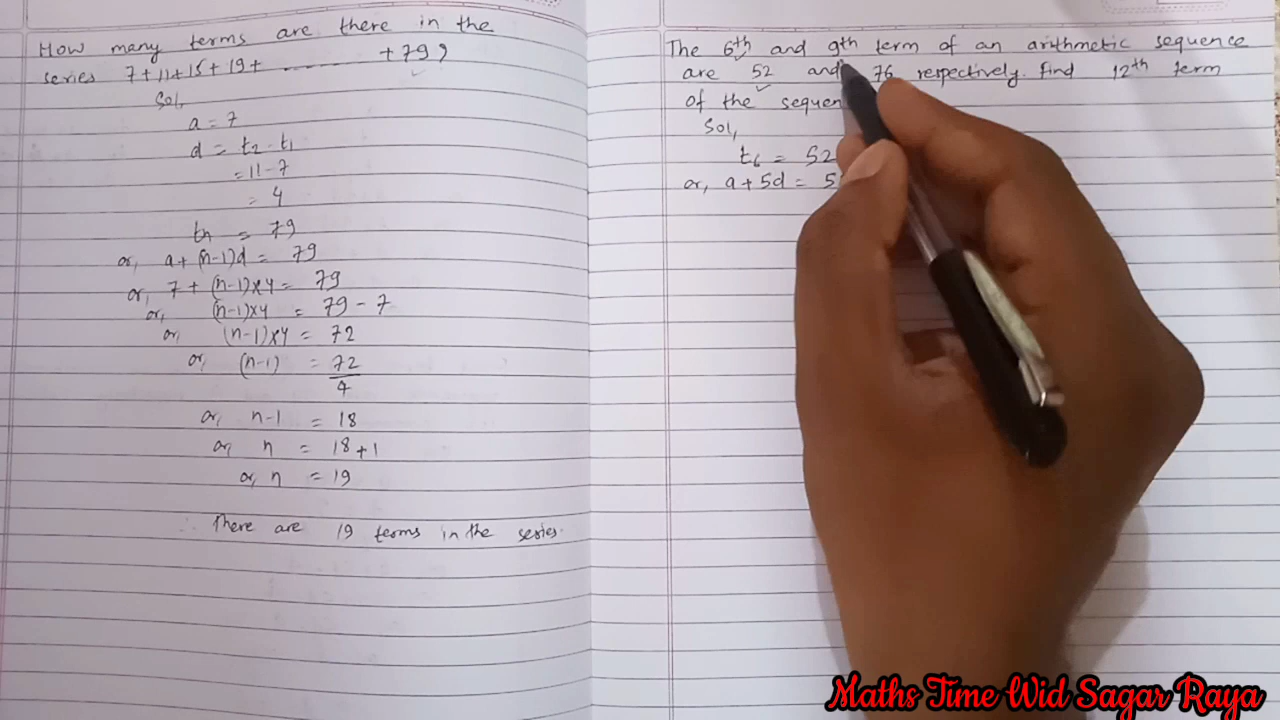 How many terms are there in the
series 7+11+15+19+ ........ +79?
Sol,
a = 7
d = t2 - t1
= 11-7
= 4
tn = 79
or, a+(n-1)d = 79
or, 7 + (n-1)x4 = 79
or, (n-1)x4 = 79 - 7
or, (n-1)x4 = 72
or, (n-1) = 72
4
or, n-1 = 18
or, n = 18+1
or, n = 19
∴ There are 19 terms in the series.
The 6th and 9th term of an arithmetic sequence
are 52 and 76 respectively. Find 12th term
of the sequen
Sol,
t6 = 52
or, a+5d = 5
Maths Time Wid Sagar Raya